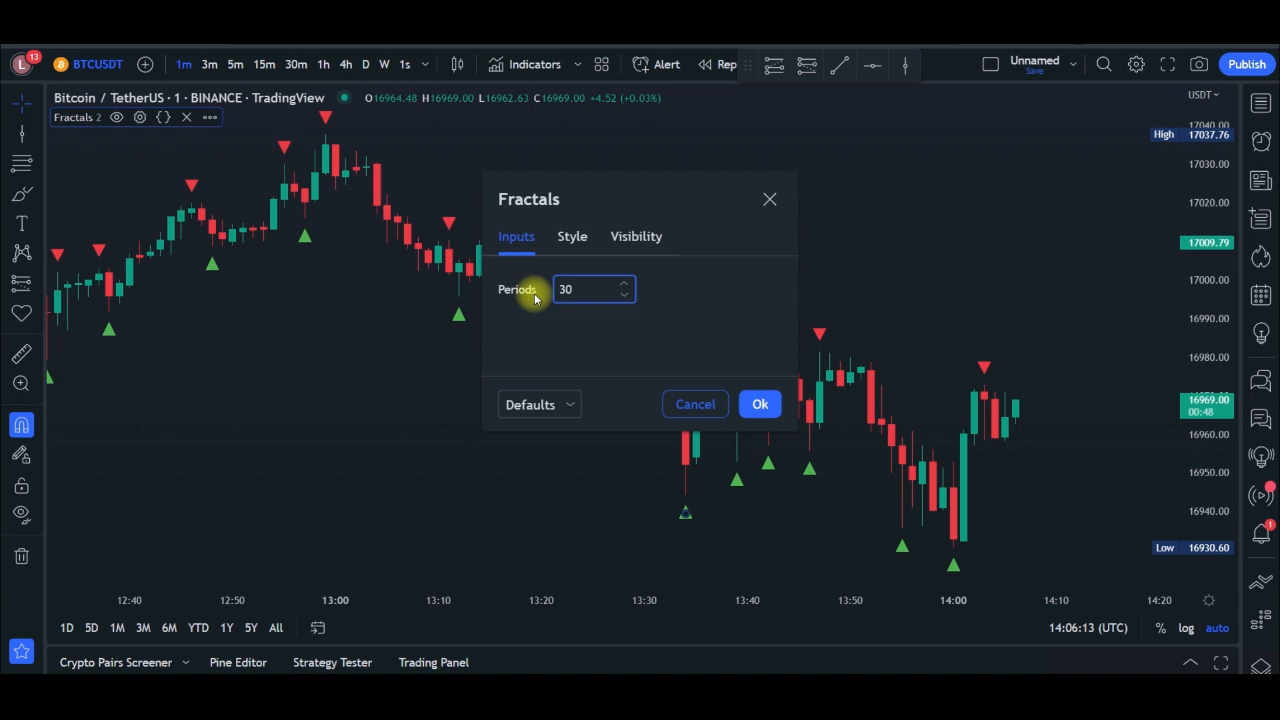 L 13 BTCUSDT 1m 3m 5m 15m 30m 1h 4h D W 1s Indicators Alert Rep Unnamed Save Publish
Bitcoin / TetherUS · 1 · BINANCE · TradingView O16964.48 H16969.00 L16962.63 C16969.00 +4.52 (+0.03%) USDT
Fractals 2
17040.00
High 17037.76
17030.00
17020.00
17009.79
17000.00
16990.00
16980.00
16969.00
00:48
16960.00
16950.00
16940.00
Low 16930.60
Fractals
Inputs Style Visibility
Periods 30
Defaults Cancel Ok
1
12:40 12:50 13:00 13:10 13:20 13:30 13:40 13:50 14:00 14:10 14:20
1D 5D 1M 3M 6M YTD 1Y 5Y All 14:06:13 (UTC) % log auto
Crypto Pairs Screener Pine Editor Strategy Tester Trading Panel